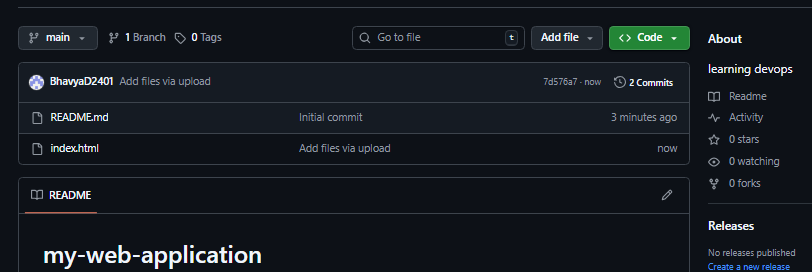 main 1 Branch 0 Tags Go to file t Add file Code
BhavyaD2401 Add files via upload 7d576a7 · now 2 Commits
README.md Initial commit 3 minutes ago
index.html Add files via upload now
README
my-web-application
About
learning devops
Readme
Activity
0 stars
0 watching
0 forks
Releases
No releases published
Create a new release